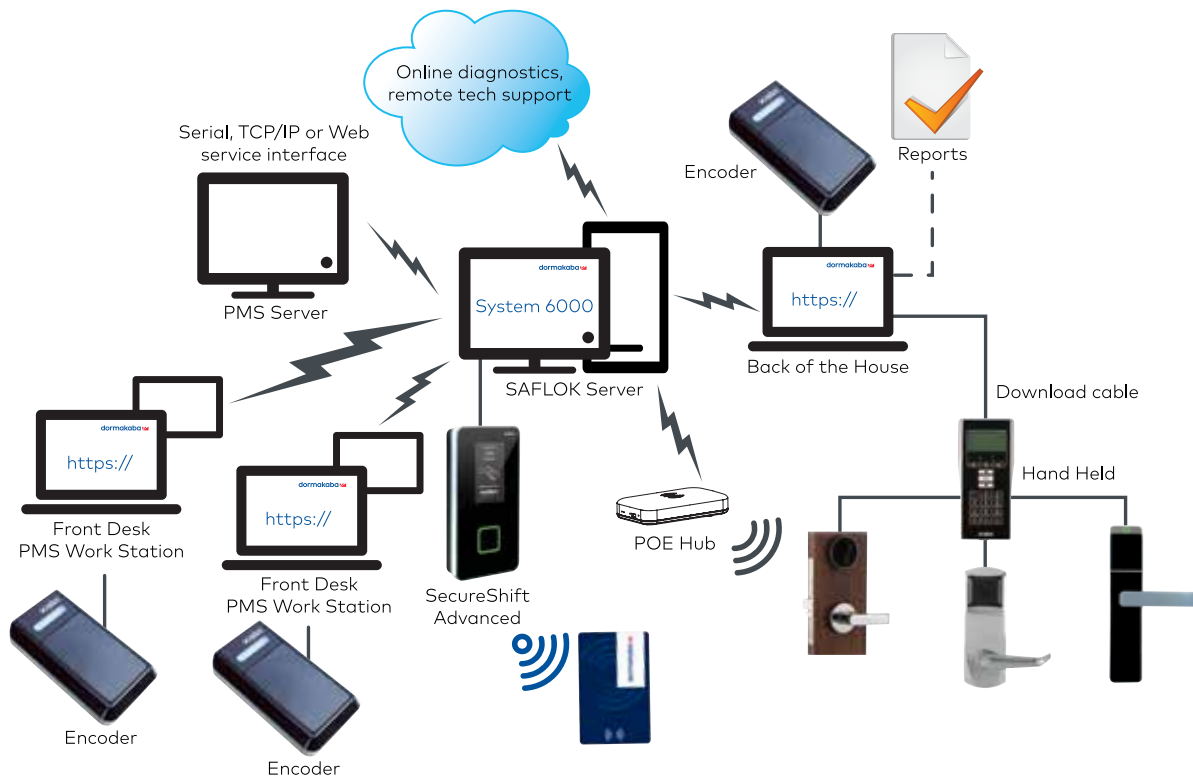 Online diagnostics,
remote tech support
Serial, TCP/IP or Web
service interface
PMS Server
Encoder
Reports
dormakaba
System 6000
SAFLOK Server
dormakaba
https://
Back of the House
Download cable
Hand Held
dormakaba
https://
Front Desk
PMS Work Station
Encoder
dormakaba
https://
Front Desk
PMS Work Station
Encoder
SecureShift
Advanced
POE Hub